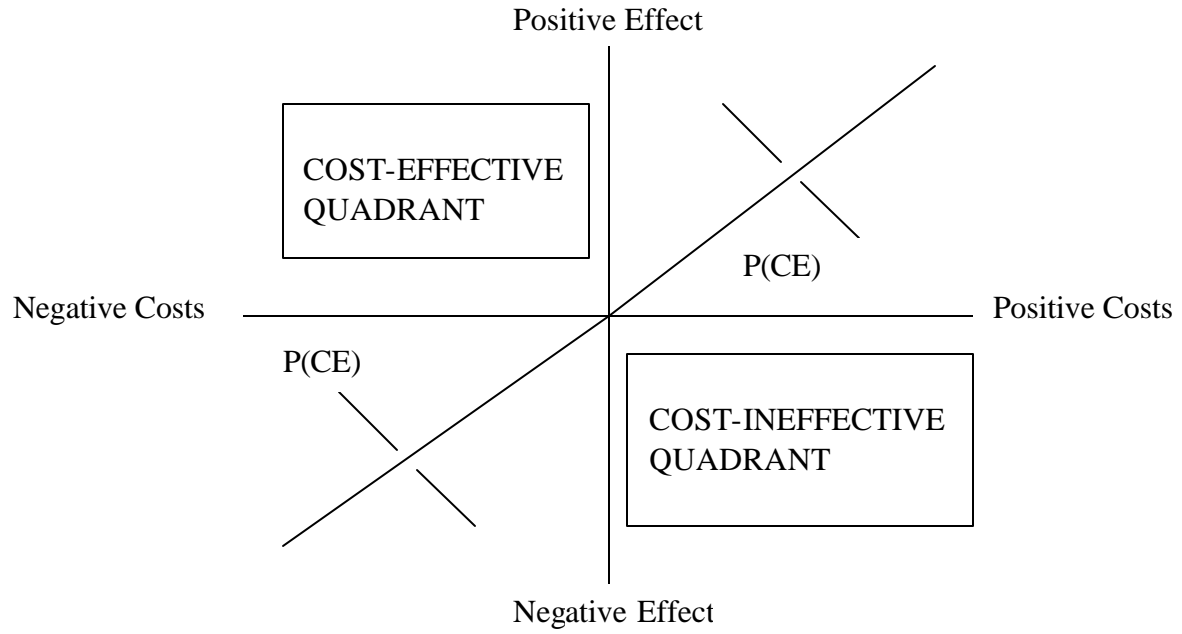 Positive Effect
COST-EFFECTIVE
QUADRANT
P(CE)
Negative Costs
Positive Costs
P(CE)
COST-INEFFECTIVE
QUADRANT
Negative Effect